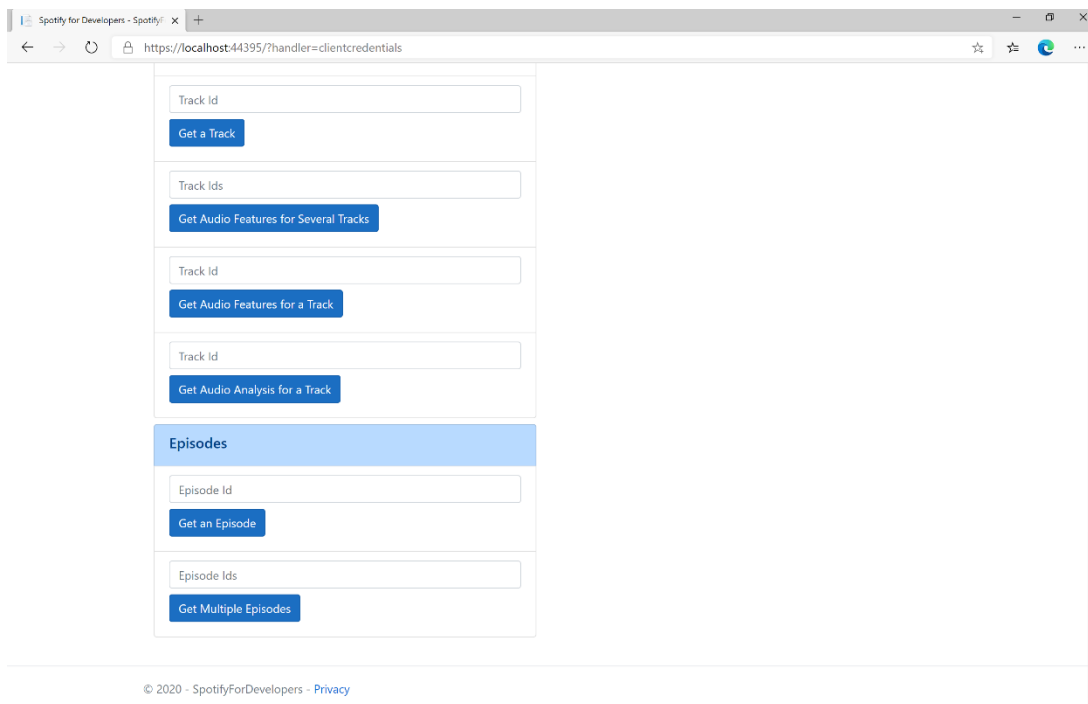 Spotify for Developers - Spotify
https://localhost:44395/?handler=clientcredentials
Track Id
Get a Track
Track Ids
Get Audio Features for Several Tracks
Track Id
Get Audio Features for a Track
Track Id
Get Audio Analysis for a Track
Episodes
Episode Id
Get an Episode
Episode Ids
Get Multiple Episodes
© 2020 - SpotifyForDevelopers - Privacy